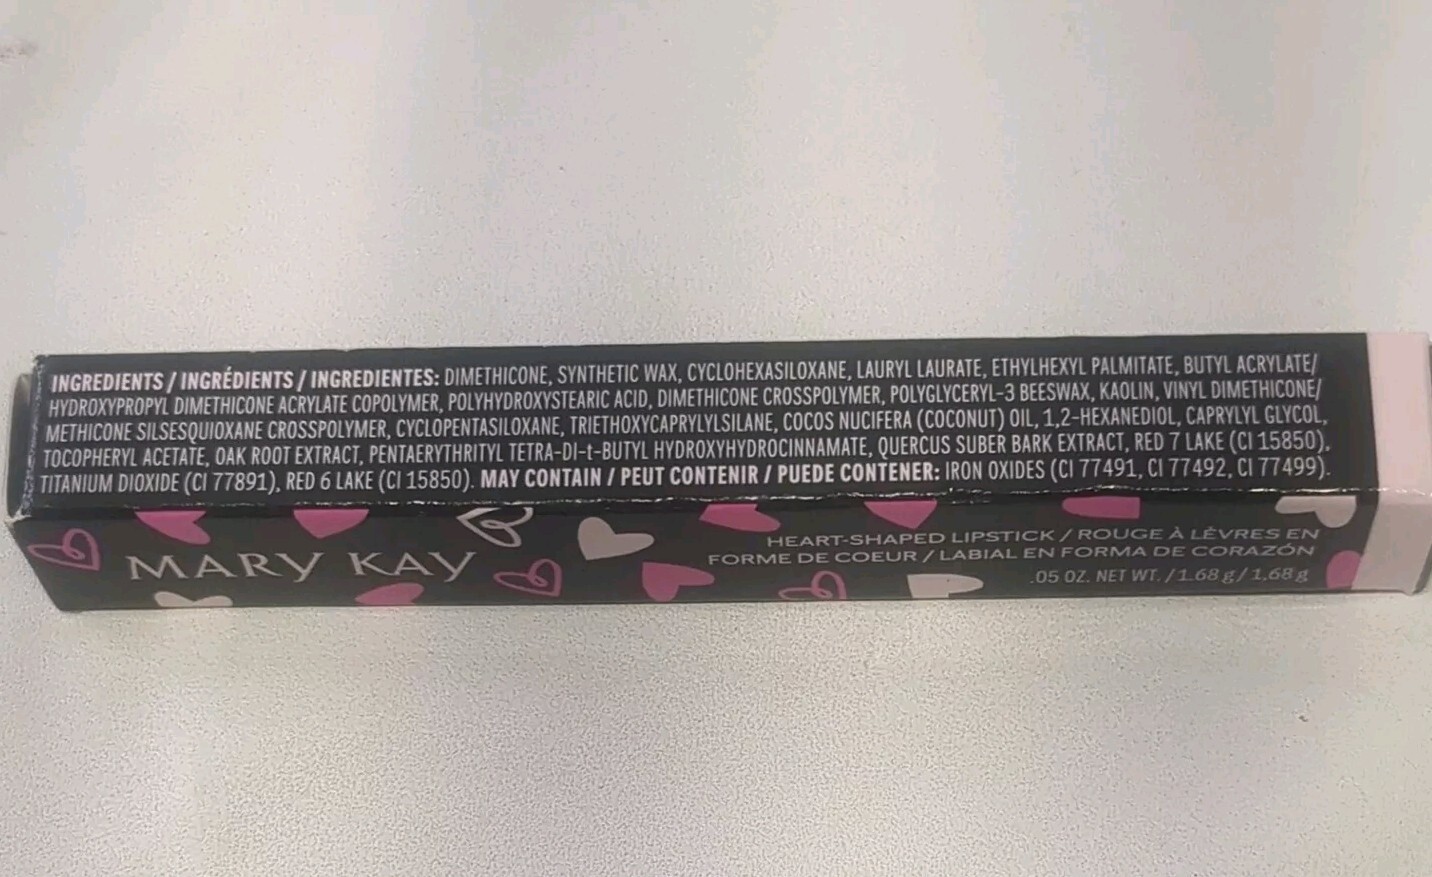 INGREDIENTS / INGRÉDIENTS / INGREDIENTES: DIMETHICONE, SYNTHETIC WAX, CYCLOHEXASILOXANE, LAURYL LAURATE, ETHYLHEXYL PALMITATE, BUTYL ACRYLATE/
HYDROXYPROPYL DIMETHICONE ACRYLATE COPOLYMER, POLYHYDROXYSTEARIC ACID, DIMETHICONE CROSSPOLYMER, POLYGLYCERYL-3 BEESWAX, KAOLIN, VINYL DIMETHICONE/
METHICONE SILSESQUIOXANE CROSSPOLYMER, CYCLOPENTASILOXANE, TRIETHOXYCAPRYLYLSILANE, COCOS NUCIFERA (COCONUT) OIL, 1,2-HEXANEDIOL, CAPRYLYL GLYCOL,
TOCOPHERYL ACETATE, OAK ROOT EXTRACT, PENTAERYTHRITYL TETRA-DI-t-BUTYL HYDROXYHYDROCINNAMATE, QUERCUS SUBER BARK EXTRACT, RED 7 LAKE (CI 15850),
TITANIUM DIOXIDE (CI 77891), RED 6 LAKE (CI 15850). MAY CONTAIN / PEUT CONTENIR / PUEDE CONTENER: IRON OXIDES (CI 77491, CI 77492, CI 77499).
MARY KAY
HEART-SHAPED LIPSTICK / ROUGE À LÈVRES EN
FORME DE COEUR / LABIAL EN FORMA DE CORAZÓN
.05 OZ. NET WT. / 1.68 g / 1,68 g